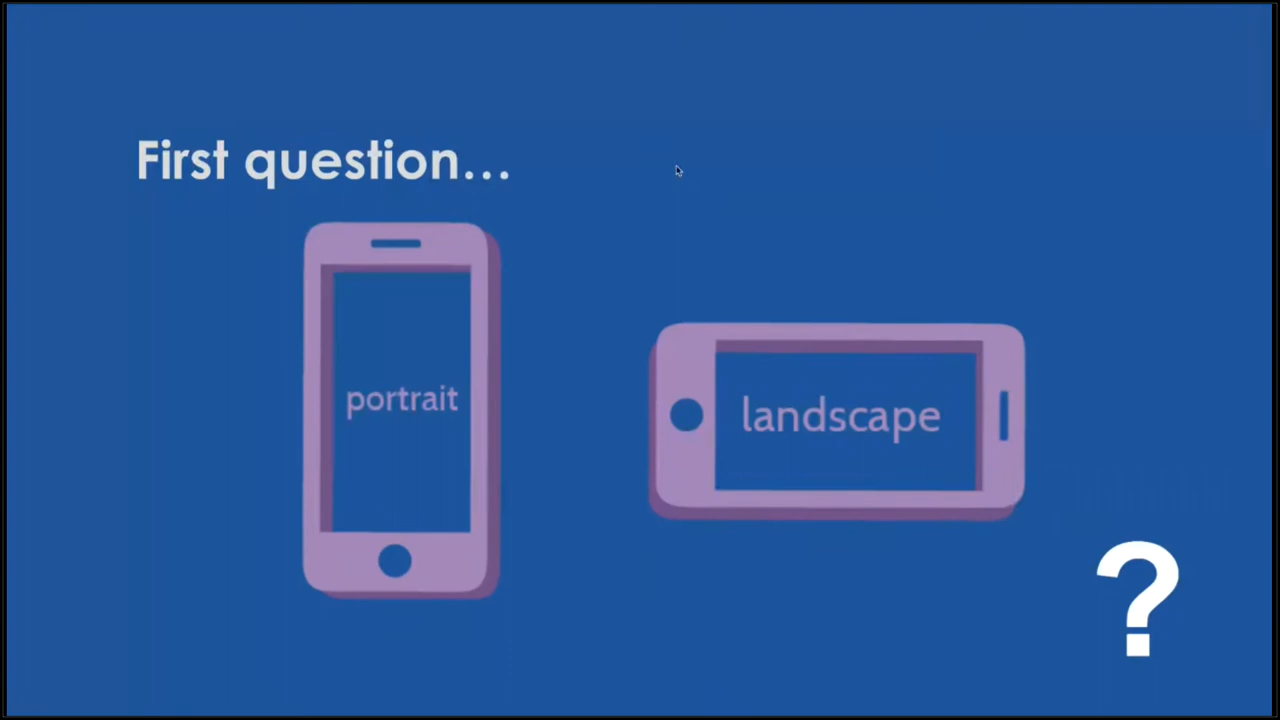 First question…
portrait
landscape
?